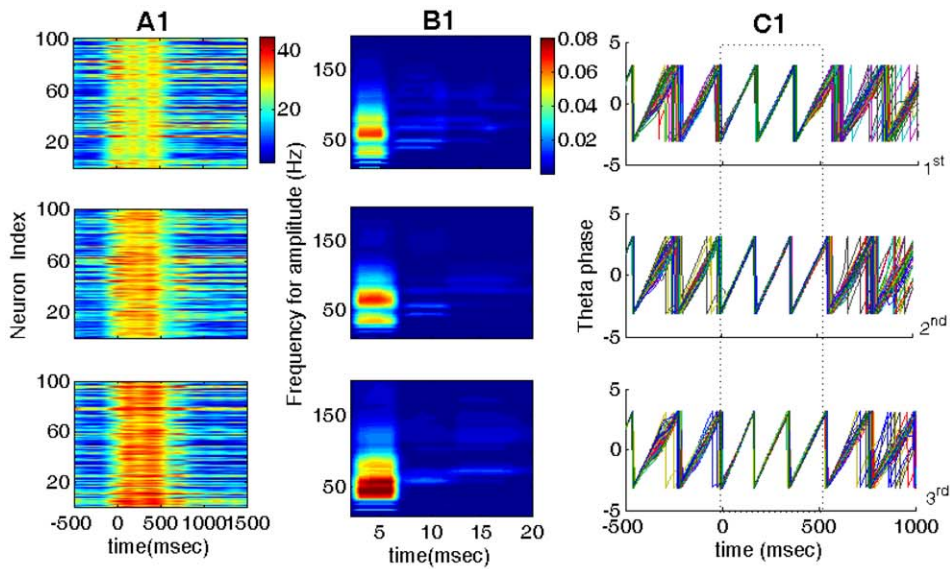 A1
B1
C1
100
60
20
40
20
150
50
0.08
0.06
0.04
0.02
0
5
0
-5
1st
100
60
20
150
50
5
0
-5
2nd
100
60
20
150
50
5
0
-5
3rd
Neuron Index
Frequency for amplitude (Hz)
Theta phase
-500 0 500 1000 1500
5 10 15 20
-500 0 500 1000
time(msec)
time(msec)
time (msec)